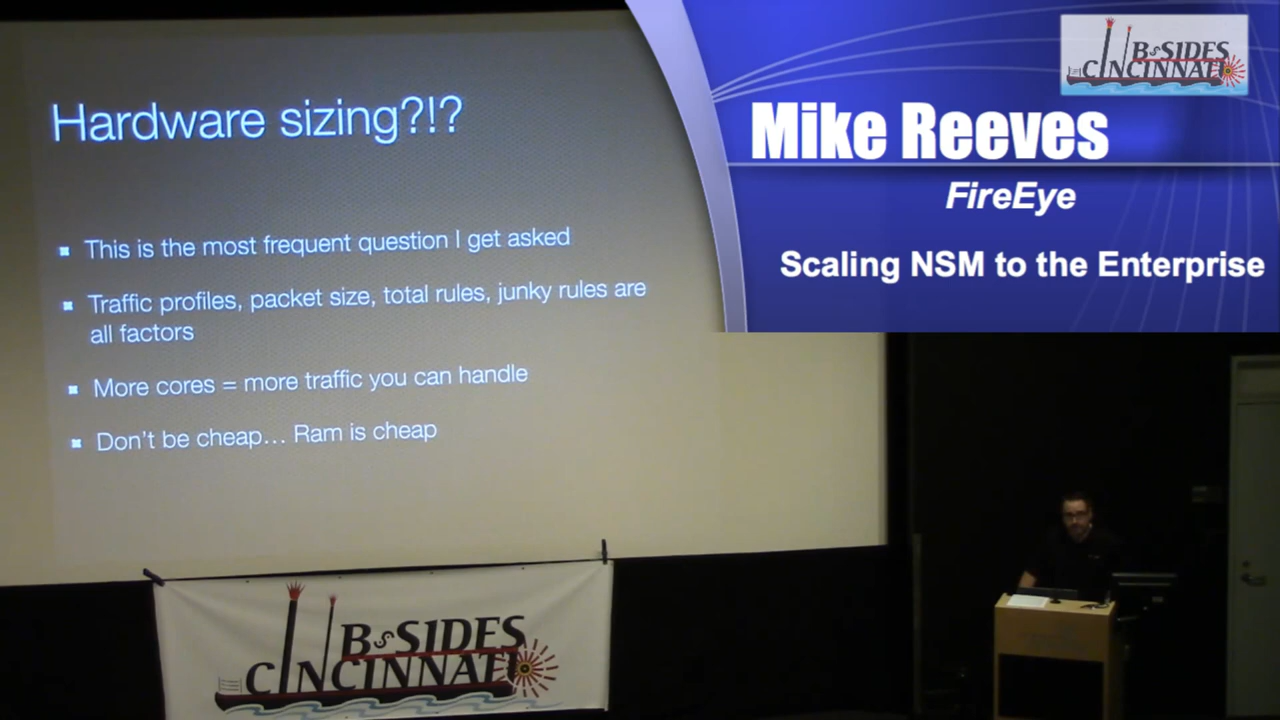 Hardware sizing?!?
This is the most frequent question I get asked
Traffic profiles, packet size, total rules, junky rules are
all factors
More cores = more traffic you can handle
Don't be cheap... Ram is cheap
BSIDES
CINCINNATI
Mike Reeves
FireEye
Scaling NSM to the Enterprise
BSIDES
CINCINNATI